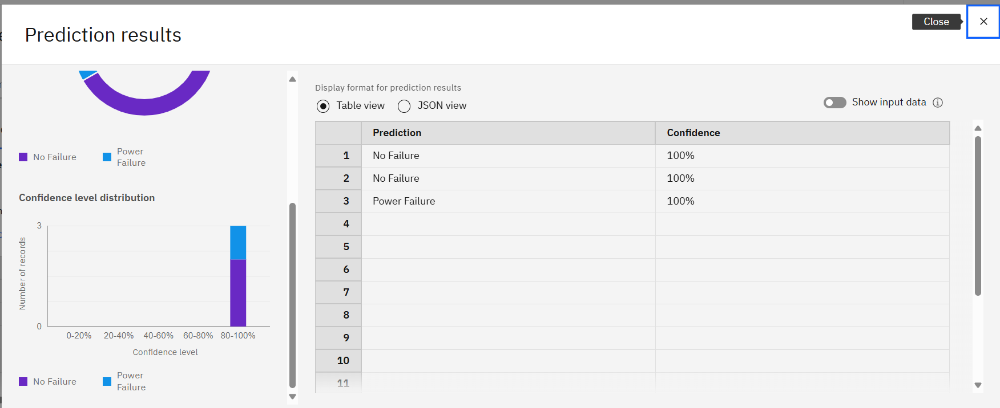 Prediction results
Close
No Failure
Power
Failure
Confidence level distribution
3
Number of records
0
0-20% 20-40% 40-60% 60-80% 80-100%
Confidence level
No Failure
Power
Failure
Display format for prediction results
Table view
JSON view
Show input data
Prediction Confidence
1 No Failure 100%
2 No Failure 100%
3 Power Failure 100%
4
5
6
7
8
9
10
11